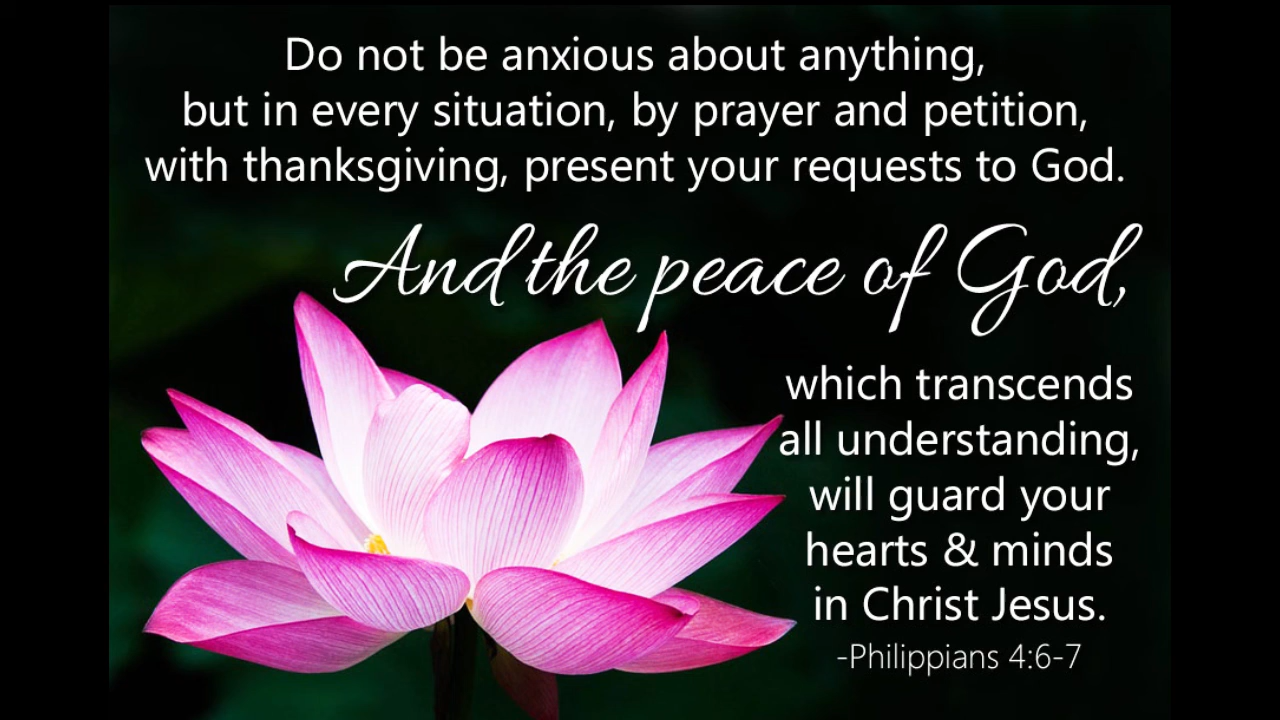 Do not be anxious about anything,
but in every situation, by prayer and petition,
with thanksgiving, present your requests to God.
And the peace of God,
which transcends
all understanding,
will guard your
hearts & minds
in Christ Jesus.
-Philippians 4:6-7